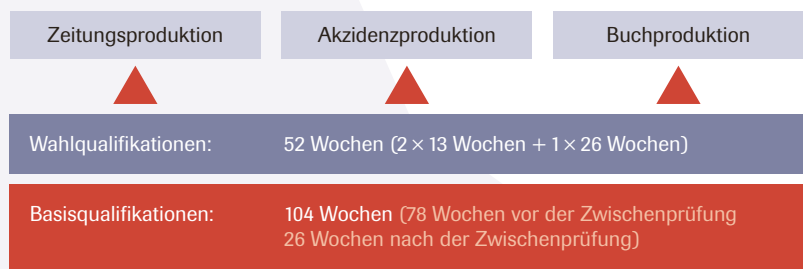 Zeitungsproduktion Akzidenzproduktion Buchproduktion
Wahlqualifikationen: 52 Wochen (2 × 13 Wochen + 1 × 26 Wochen)
Basisqualifikationen: 104 Wochen (78 Wochen vor der Zwischenprüfung
26 Wochen nach der Zwischenprüfung)